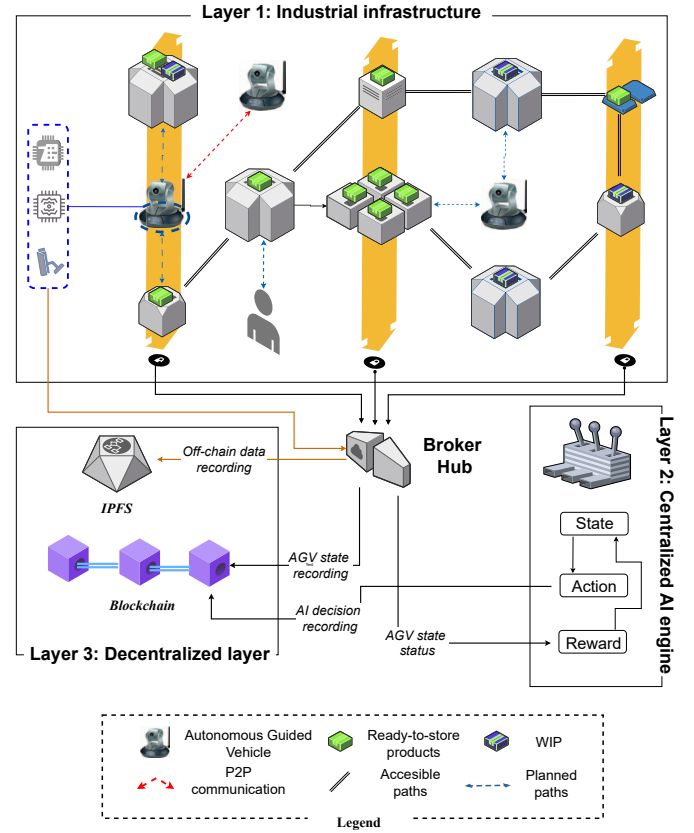 Layer 1: Industrial infrastructure
Broker
Hub
Off-chain data
recording
IPFS
AGV state
recording
Blockchain
AI decision
recording
AGV state
status
Layer 3: Decentralized layer
Layer 2: Centralized AI engine
State
Action
Reward
Autonomous Guided
Vehicle
Ready-to-store
products
WIP
P2P
communication
Accesible
paths
Planned
paths
Legend